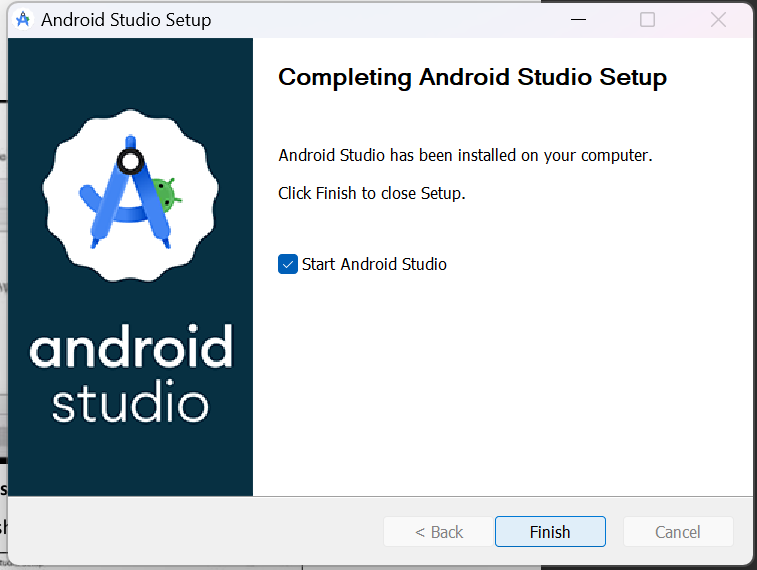 Android Studio Setup
Completing Android Studio Setup
Android Studio has been installed on your computer.
Click Finish to close Setup.
Start Android Studio
android
studio
< Back
Finish
Cancel